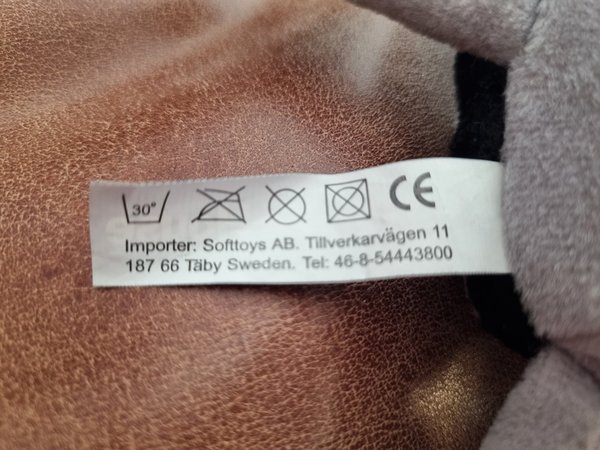 30° CE
Importer: Softtoys AB. Tillverkarvägen 11
187 66 Täby Sweden. Tel: 46-8-54443800